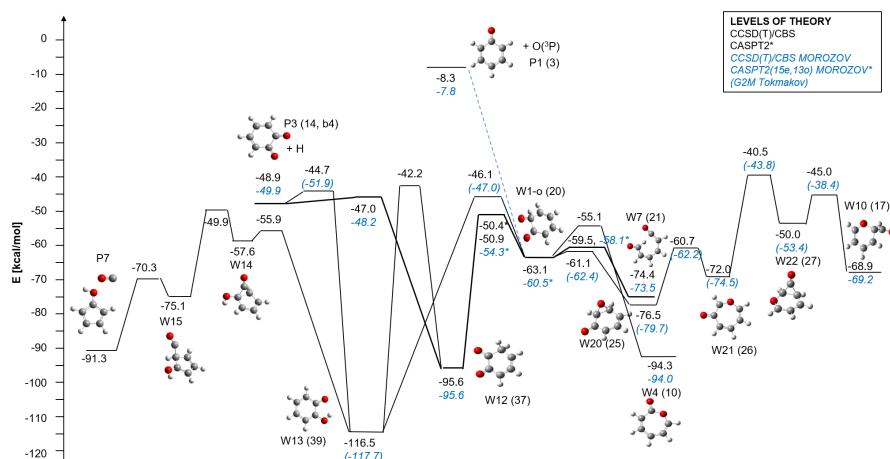 LEVELS OF THEORY
CCSD(T)/CBS
CASPT2*
CCSD(T)/CBS MOROZOV
CASPT2(15e,13o) MOROZOV*
(G2M Tokmakov)
E [kcal/mol]
0
-10
-20
-30
-40
-50
-60
-70
-80
-90
-100
-110
-120
+ O(³P)
P1 (3)
-8.3
-7.8
P3 (14, b4)
+ H
-48.9
-49.9
-44.7
(-51.9)
-42.2
-47.0
-48.2
-46.1
(-47.0)
-50.4*
-50.9
-54.3*
W1-o (20)
-63.1
-60.5*
-55.1
-59.5, -58.1*
-61.1
(-62.4)
W7 (21)
-74.4
-73.5
-76.5
(-79.7)
W20 (25)
-60.7
(-62.2)
-72.0
(-74.5)
W21 (26)
-40.5
(-43.8)
-50.0
(-53.4)
W22 (27)
-45.0
(-38.4)
W10 (17)
-68.9
-69.2
-94.3
-94.0
W4 (10)
P7
-91.3
-70.3
-75.1
W15
-49.9
-57.6
W14
-55.9
W13 (39)
-116.5
(-117.7)
-95.6
-95.6
W12 (37)